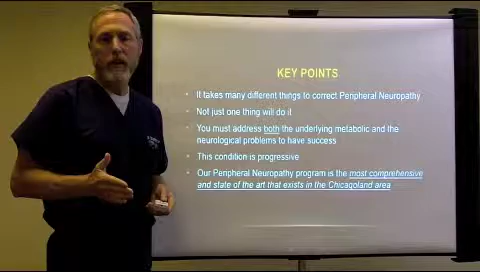 KEY POINTS
• It takes many different things to correct Peripheral Neuropathy
• Not just one thing will do it
• You must address both the underlying metabolic and the
neurological problems to have success
• This condition is progressive
• Our Peripheral Neuropathy program is the most comprehensive
and state of the art that exists in the Chicagoland area